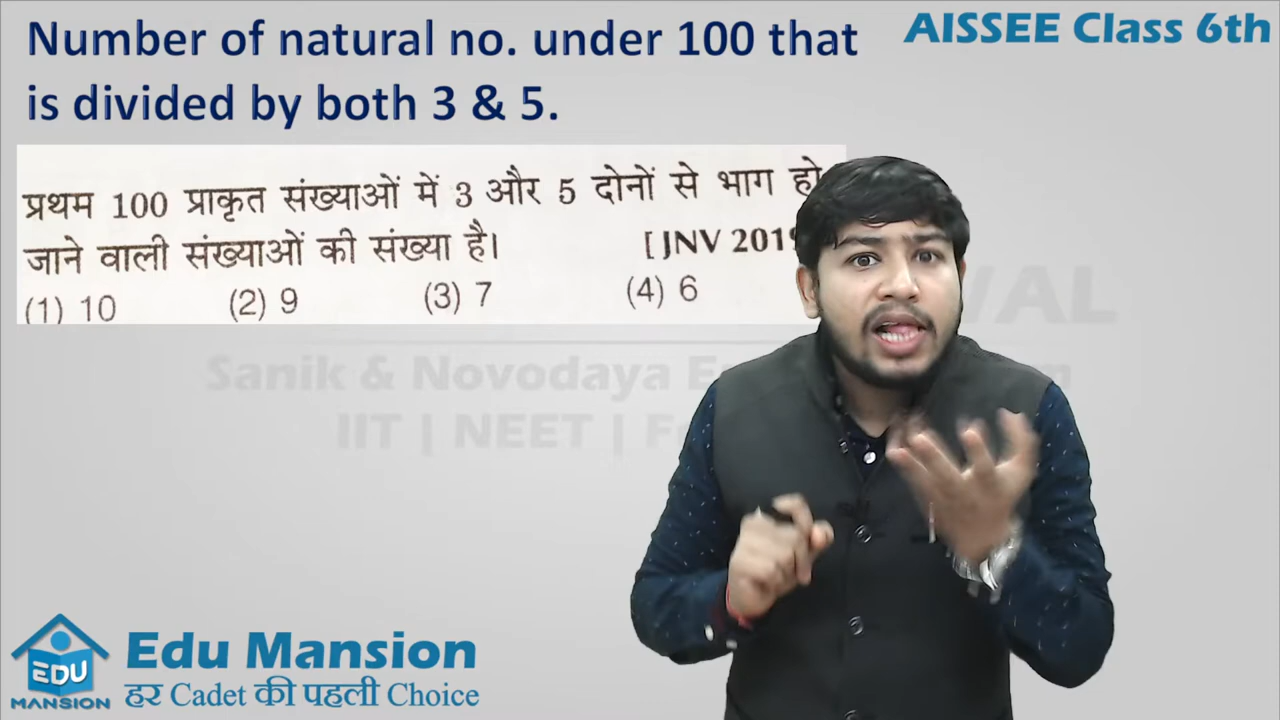 Number of natural no. under 100 that
AISSEE Class 6th
is divided by both 3 & 5.
प्रथम 100 प्राकृत संख्याओं में 3 और 5 दोनों से भाग हो
जाने वाली संख्याओं की संख्या है। [JNV 2019
(1) 10 (2) 9 (3) 7 (4) 6
Sanik & Novodaya
IIT | NEET |
EDU
MANSION
Edu Mansion
हर Cadet की पहली Choice